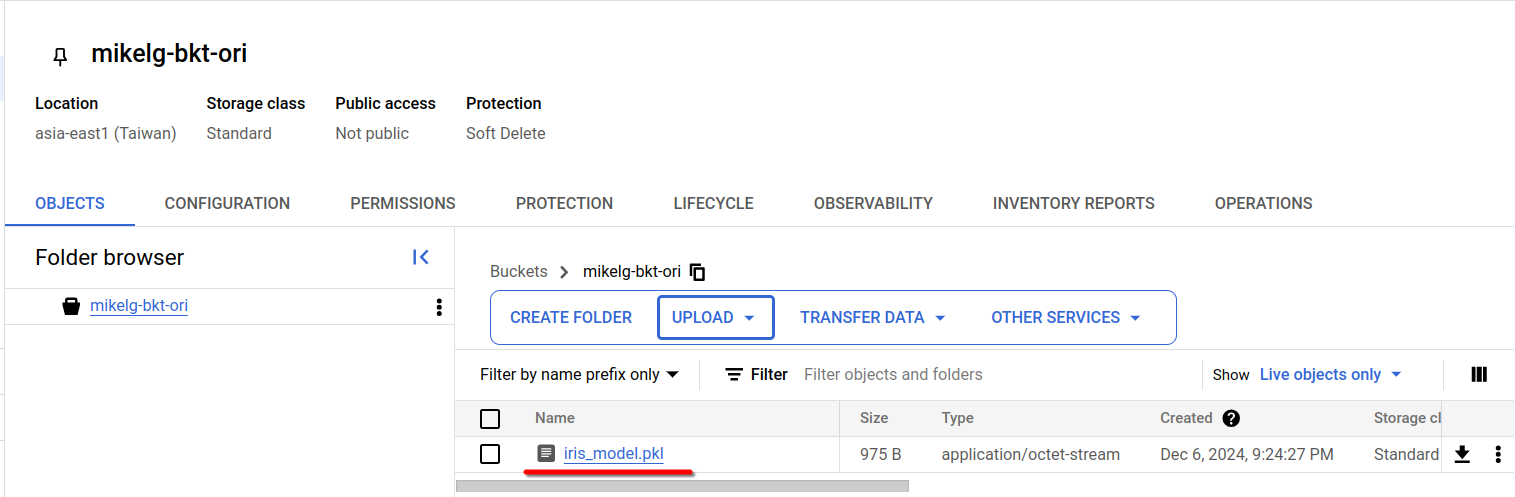 mikelg-bkt-ori
Location Storage class Public access Protection
asia-east1 (Taiwan) Standard Not public Soft Delete
OBJECTS CONFIGURATION PERMISSIONS PROTECTION LIFECYCLE OBSERVABILITY INVENTORY REPORTS OPERATIONS
Folder browser
mikelg-bkt-ori
Buckets > mikelg-bkt-ori
CREATE FOLDER UPLOAD TRANSFER DATA OTHER SERVICES
Filter by name prefix only Filter Filter objects and folders Show Live objects only
Name Size Type Created ? Storage cl
iris_model.pkl 975 B application/octet-stream Dec 6, 2024, 9:24:27 PM Standard